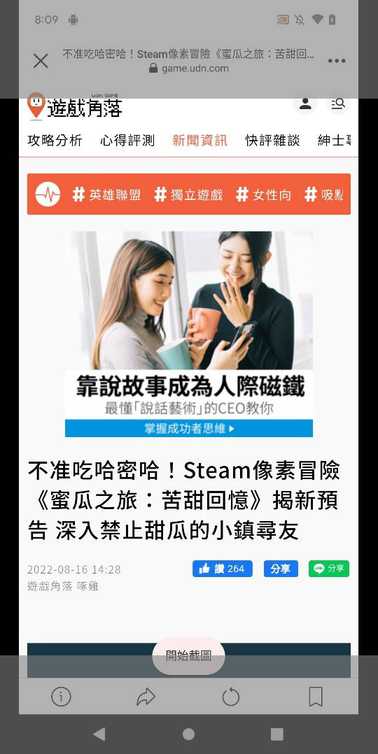 8:09
不准吃哈密哈！Steam像素冒險《蜜瓜之旅：苦甜回...
game.udn.com
遊戲角落
攻略分析 心得評測 新聞資訊 快評雜談 紳士
#英雄聯盟 #獨立遊戲 #女性向 #吸點
靠說故事成為人際磁鐵
最懂「說話藝術」的CEO教你
掌握成功者思維
不准吃哈密哈！Steam像素冒險
《蜜瓜之旅：苦甜回憶》揭新預
告 深入禁止甜瓜的小鎮尋友
2022-08-16 14:28
讚 264 分享 分享
遊戲角落 啄雞
開始截圖